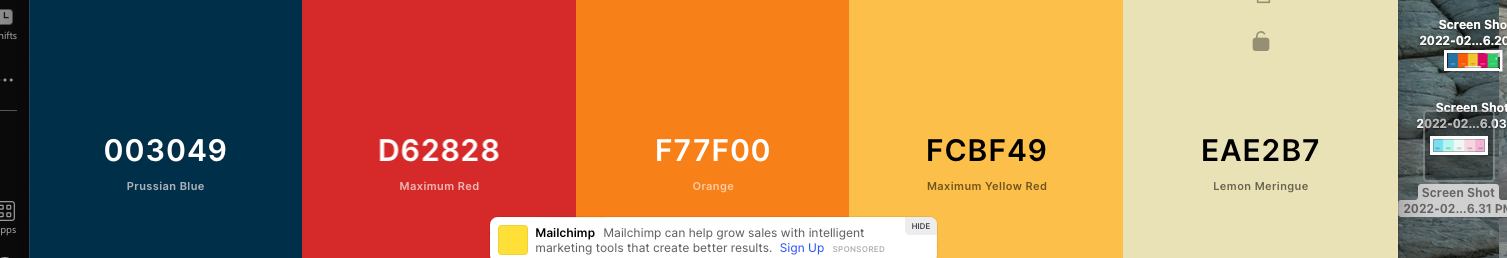 hifts
003049
Prussian Blue
D62828
Maximum Red
F77F00
Orange
FCBF49
Maximum Yellow Red
EAE2B7
Lemon Meringue
Mailchimp Mailchimp can help grow sales with intelligent
marketing tools that create better results. Sign Up SPONSORED
HIDE
pps
Screen Sho
2022-02...6.20
Screen Shot
2022-02...6.03
Screen Shot
2022-02...6.31 PM